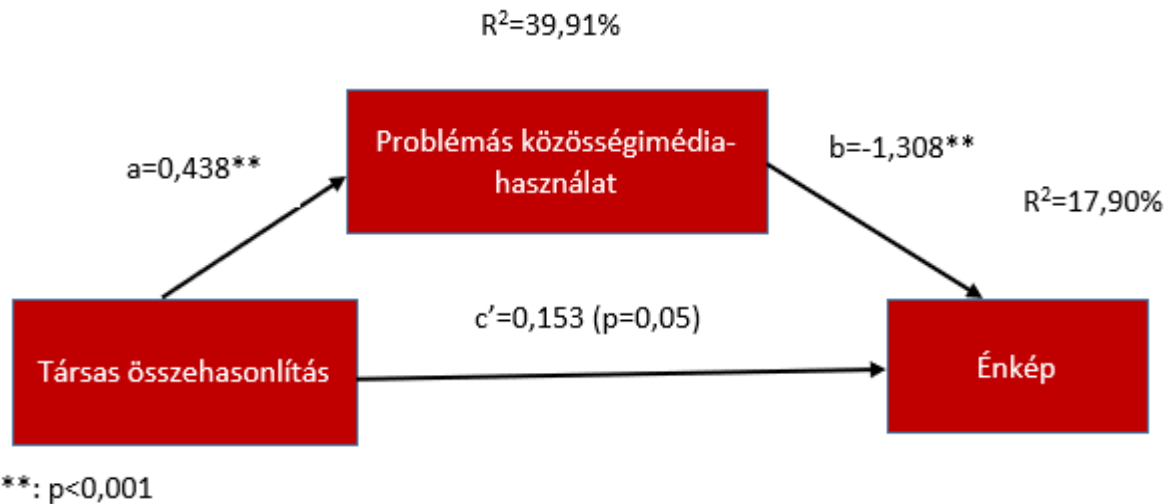 R²=39,91%
Problémás közösségimédia-
használat
a=0,438**
b=-1,308**
R²=17,90%
c’=0,153 (p=0,05)
Társas összehasonlítás
Énkép
**: p<0,001